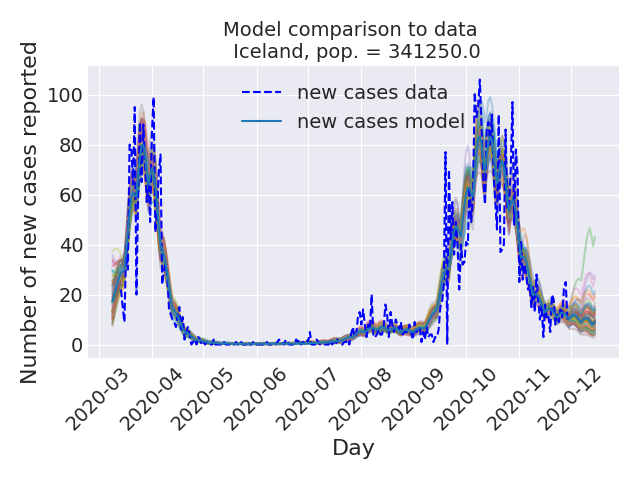 Model comparison to data
Iceland, pop. = 341250.0
Number of new cases reported
100
80
60
40
20
0
new cases data
new cases model
2020-03
2020-04
2020-05
2020-06
2020-07
2020-08
2020-09
2020-10
2020-11
2020-12
Day